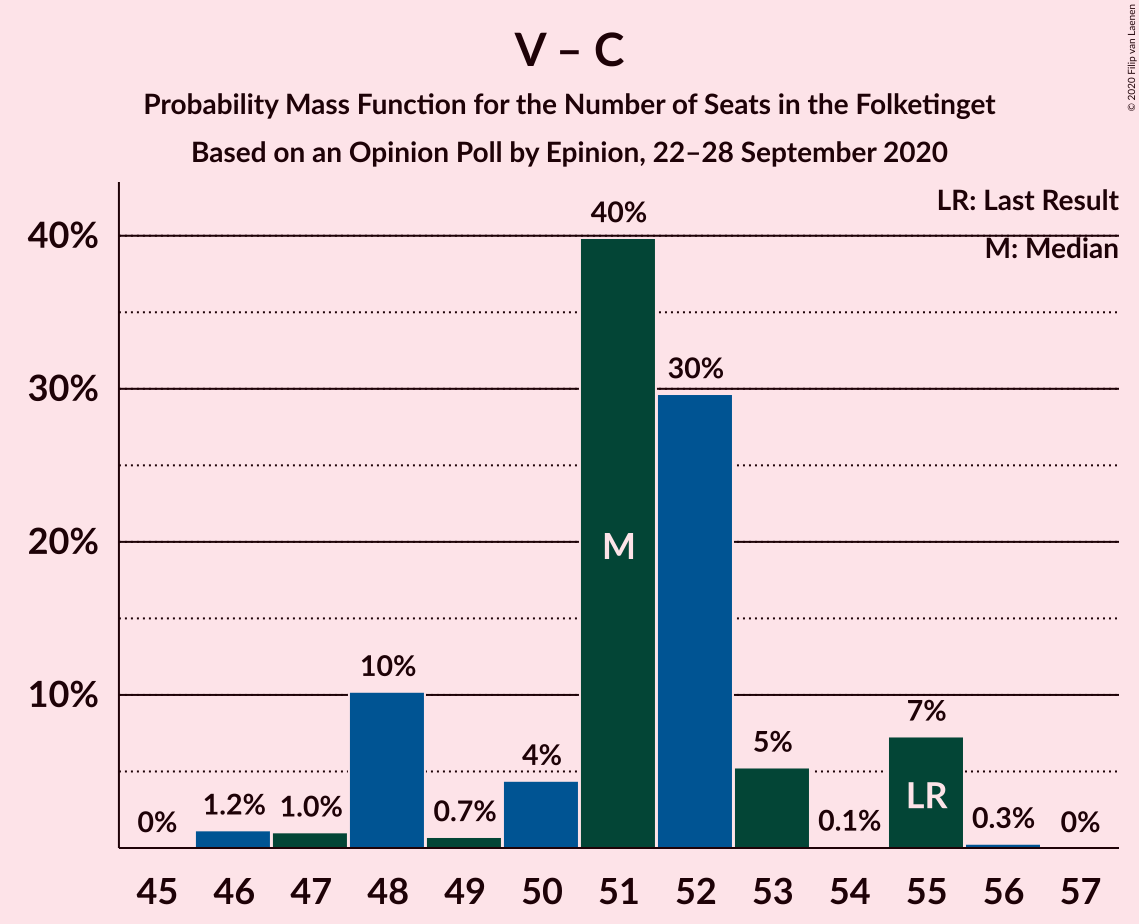 V – C
Probability Mass Function for the Number of Seats in the Folketinget
Based on an Opinion Poll by Epinion, 22–28 September 2020
© 2020 Filip van Laenen
LR: Last Result
M: Median
40%
30%
20%
10%
0%
1.2%
1.0%
10%
0.7%
4%
40%
30%
5%
0.1%
7%
0.3%
0%
M
LR
45 46 47 48 49 50 51 52 53 54 55 56 57